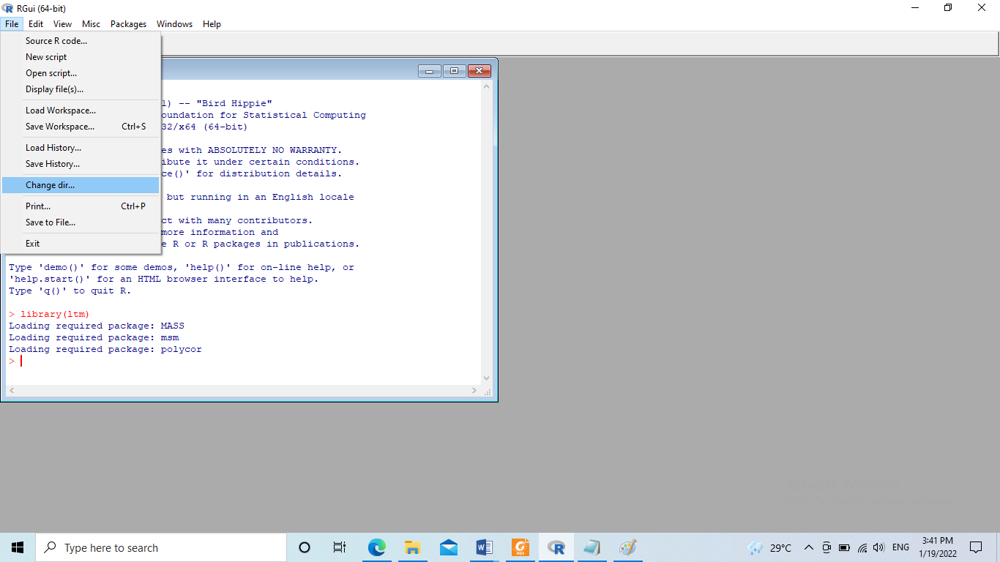 RGui (64-bit)
File Edit View Misc Packages Windows Help
Source R code...
New script
Open script...
Display file(s)...
Load Workspace...
Save Workspace... Ctrl+S
Load History...
Save History...
Change dir...
Print... Ctrl+P
Save to File...
Exit
1) -- "Bird Hippie"
oundation for Statistical Computing
32/x64 (64-bit)
es with ABSOLUTELY NO WARRANTY.
ibute it under certain conditions.
ce()' for distribution details.
but running in an English locale
ct with many contributors.
more information and
e R or R packages in publications.
Type 'demo()' for some demos, 'help()' for on-line help, or
'help.start()' for an HTML browser interface to help.
Type 'q()' to quit R.
> library(ltm)
Loading required package: MASS
Loading required package: msm
Loading required package: polycor
>
Type here to search
29°C
ENG
3:41 PM
1/19/2022